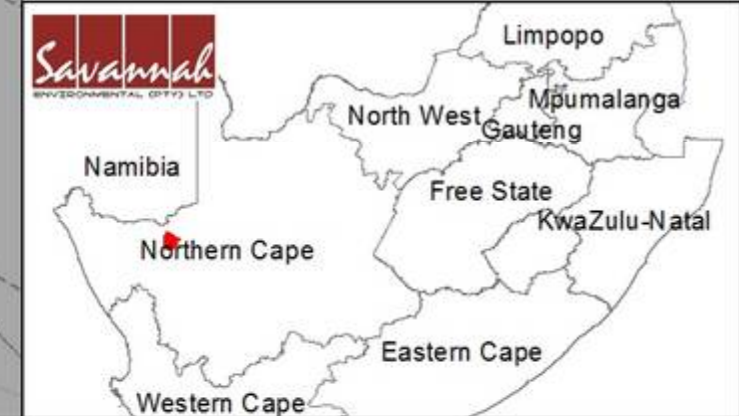 Savannah
ENVIRONMENTAL (PTY) LTD
Limpopo
Mpumalanga
North West
Gauteng
Namibia
Free State
KwaZulu-Natal
Northern Cape
Eastern Cape
Western Cape